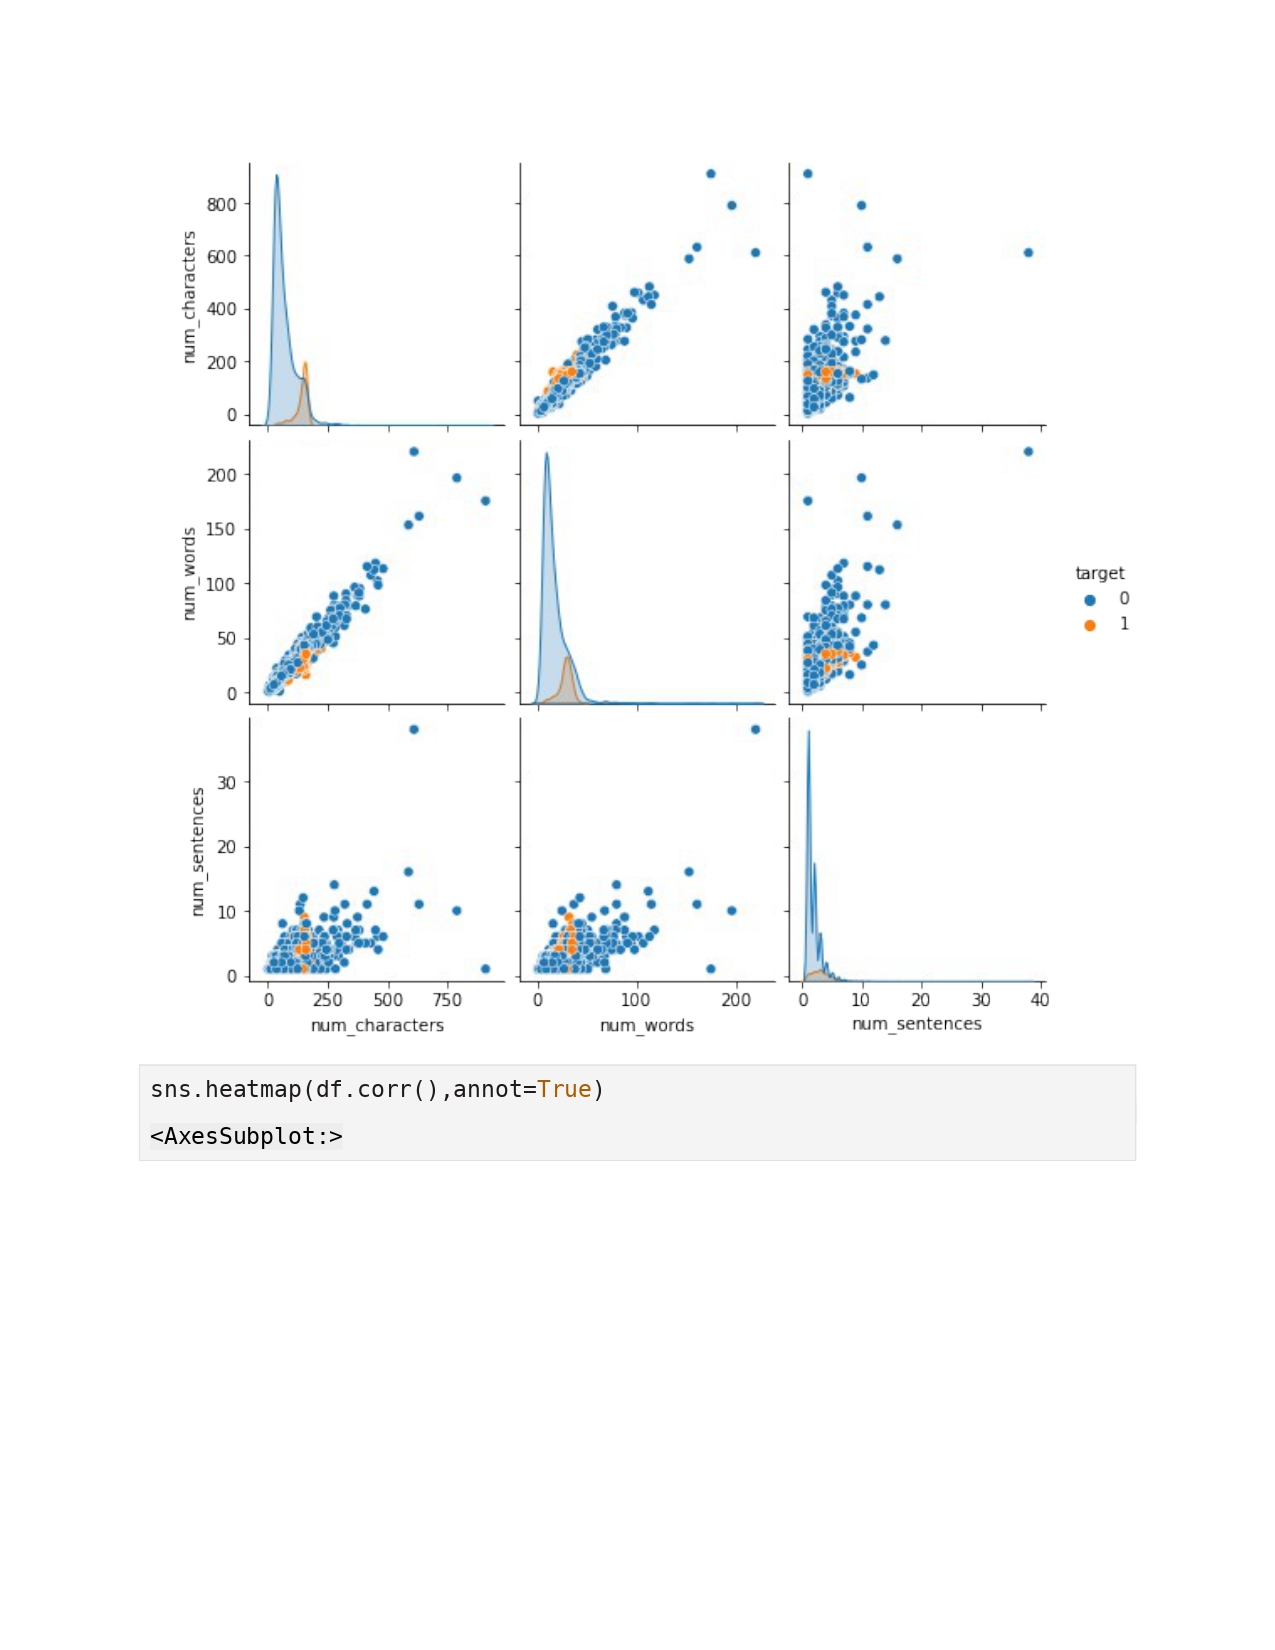 800
600
400
200
0
num_characters
200
150
100
50
0
num_words
target
0
1
30
20
10
0
num_sentences
0 250 500 750
0 100 200
0 10 20 30 40
num_characters
num_words
num_sentences
sns.heatmap(df.corr(),annot=True)
<AxesSubplot:>